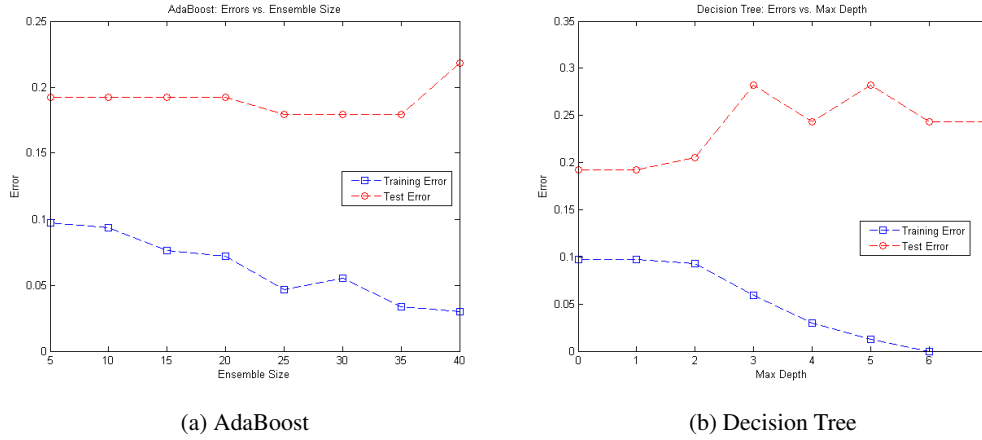 AdaBoost: Errors vs. Ensemble Size
0.25
0.2
0.15
0.1
0.05
0
Error
Training Error
Test Error
5 10 15 20 25 30 35 40
Ensemble Size
(a) AdaBoost
Decision Tree: Errors vs. Max Depth
0.35
0.3
0.25
0.2
0.15
0.1
0.05
0
Error
Training Error
Test Error
0 1 2 3 4 5 6
Max Depth
(b) Decision Tree